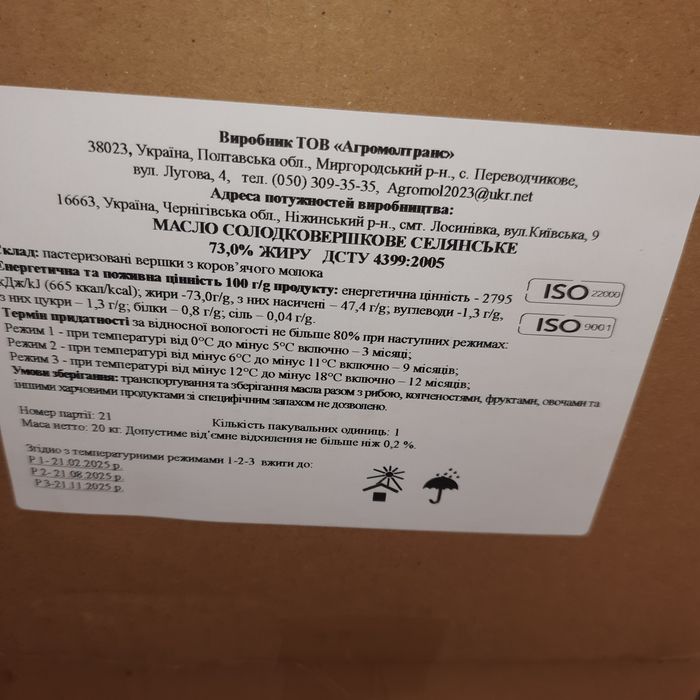 Виробник ТОВ «Агромолтранс»
38023, Україна, Полтавська обл., Миргородський р-н., с. Переводчикове,
вул. Лугова, 4, тел. (050) 309-35-35, Agromol2023@ukr.net
Адреса потужностей виробництва:
16663, Україна, Чернігівська обл., Ніжинський р-н., смт. Лосинівка, вул.Київська, 9
МАСЛО СОЛОДКОВЕРШКОВЕ СЕЛЯНСЬКЕ
73,0% ЖИРУ ДСТУ 4399:2005
клад: пастеризовані вершки з коров’ячого молока
Енергетична та поживна цінність 100 г/g продукту: енергетична цінність - 2795
кДж/kJ (665 ккал/kcal); жири -73,0г/g, з них насичені – 47,4 г/g; вуглеводи -1,3 г/g,
з них цукри – 1,3 г/g; білки – 0,8 г/g; сіль – 0,04г/g.
ISO 22000
ISO 9001
Термін придатності за відносної вологості не більше 80% при наступних режимах:
Режим 1 - при температурі від 0°С до мінус 5°С включно – 3 місяці;
Режим 2 - при температурі від мінус 6°С до мінус 11°С включно – 9 місяців;
Режим 3 - при температурі від мінус 12°С до мінус 18°С включно – 12 місяців;
Умови зберігання: транспортування та зберігання масла разом з рибою, копченостями, фруктами, овочами та
іншими харчовими продуктами зі специфічним запахом не дозволено.
Номер партії: 21 Кількість пакувальних одиниць: 1
Маса нетто: 20 кг. Допустиме від’ємне відхилення не більше ніж 0,2 %.
Згідно з температурними режимами 1-2-3 вжити до:
Р.1- 21.02.2025 р.
Р.2- 21.08.2025 р.
Р.3-21.11.2025 р.